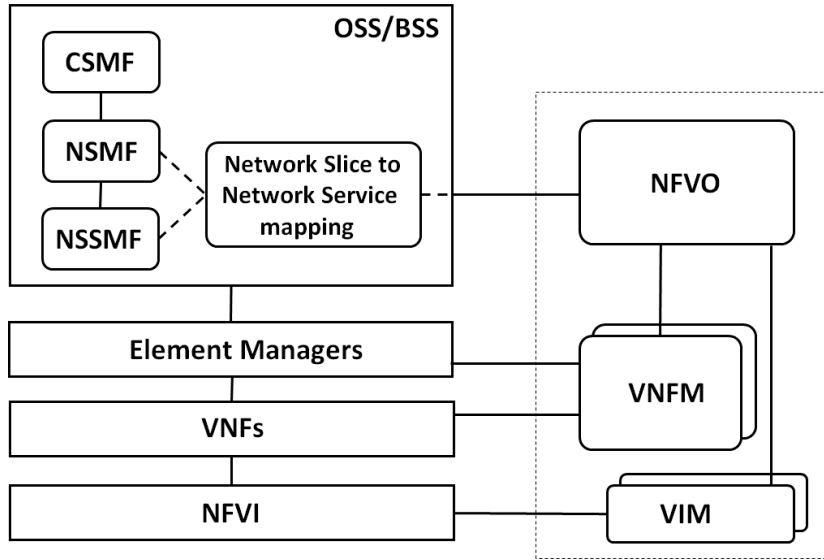 OSS/BSS
CSMF
NSMF
NSSMF
Network Slice to
Network Service
mapping
NFVO
Element Managers
VNFM
VNFs
NFVI
VIM